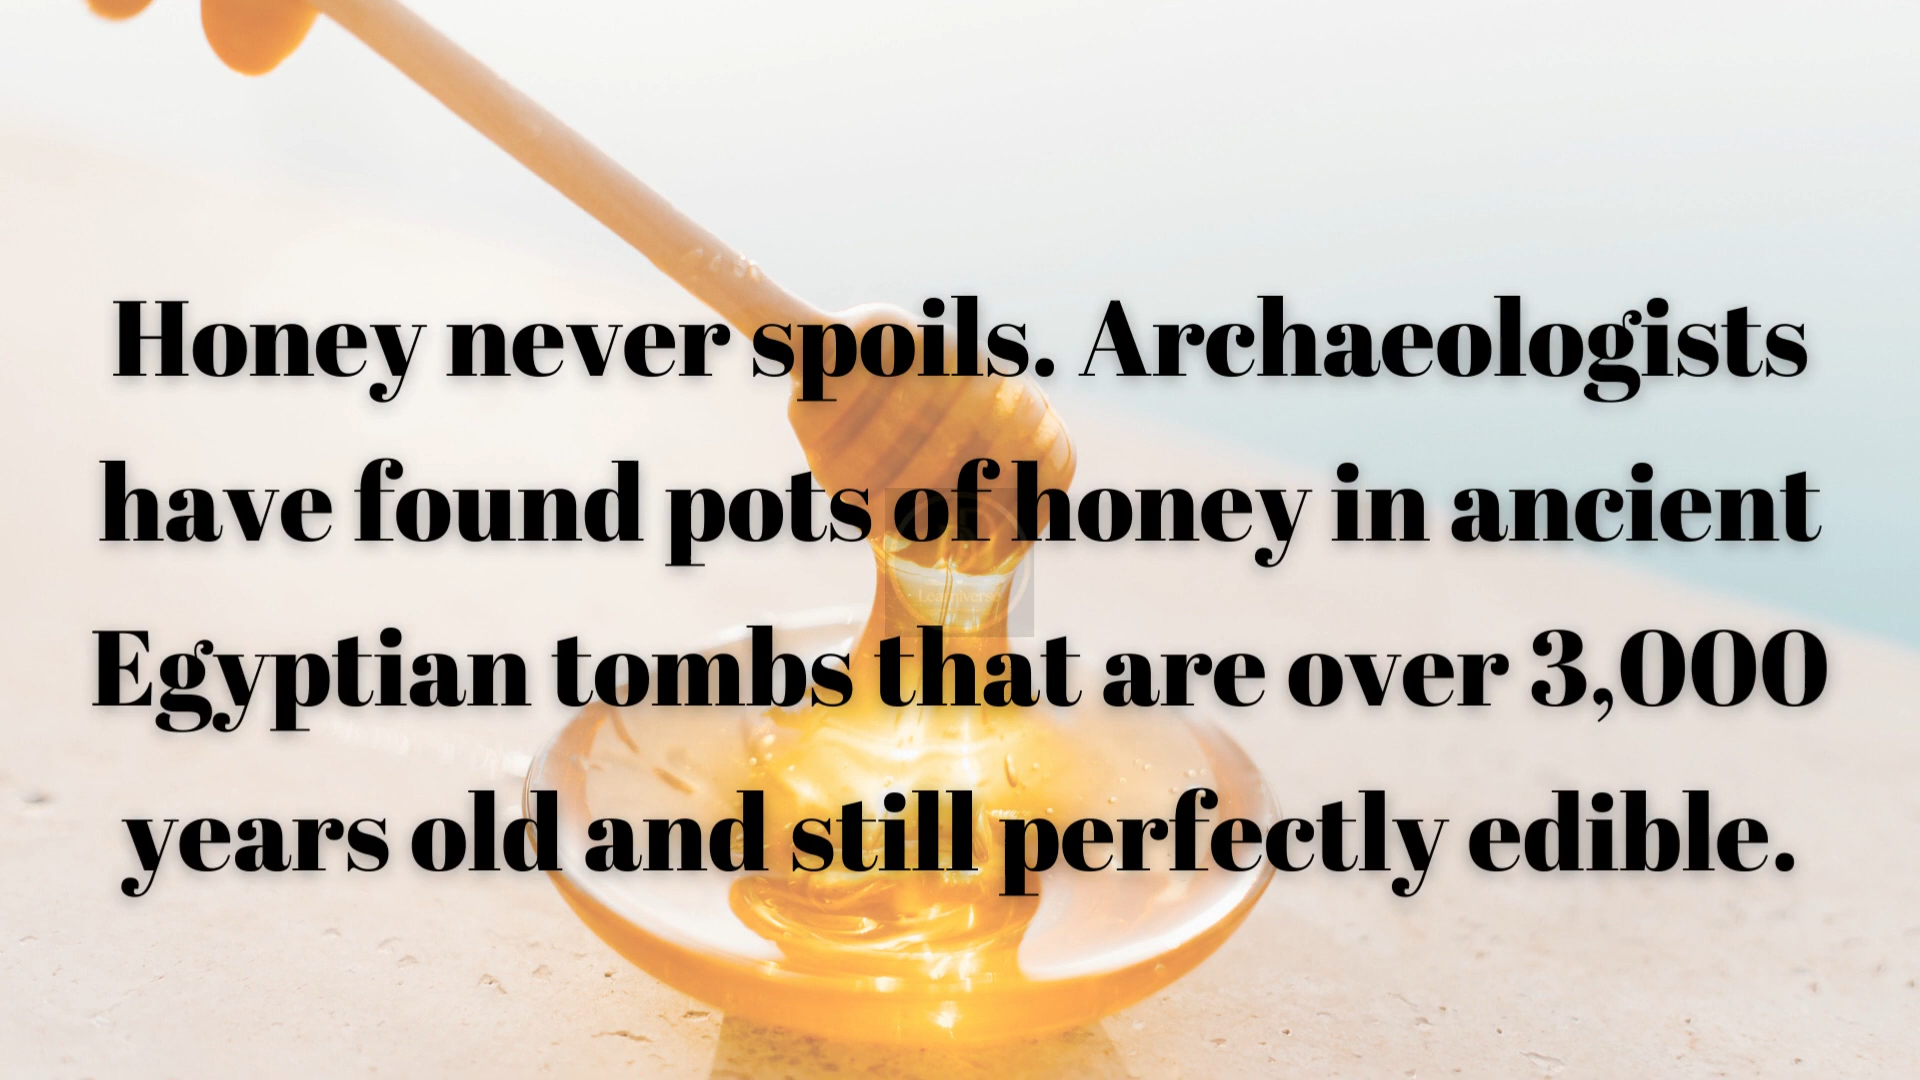 Honey never spoils. Archaeologists
have found pots of honey in ancient
Egyptian tombs that are over 3,000
years old and still perfectly edible.
Learniverse